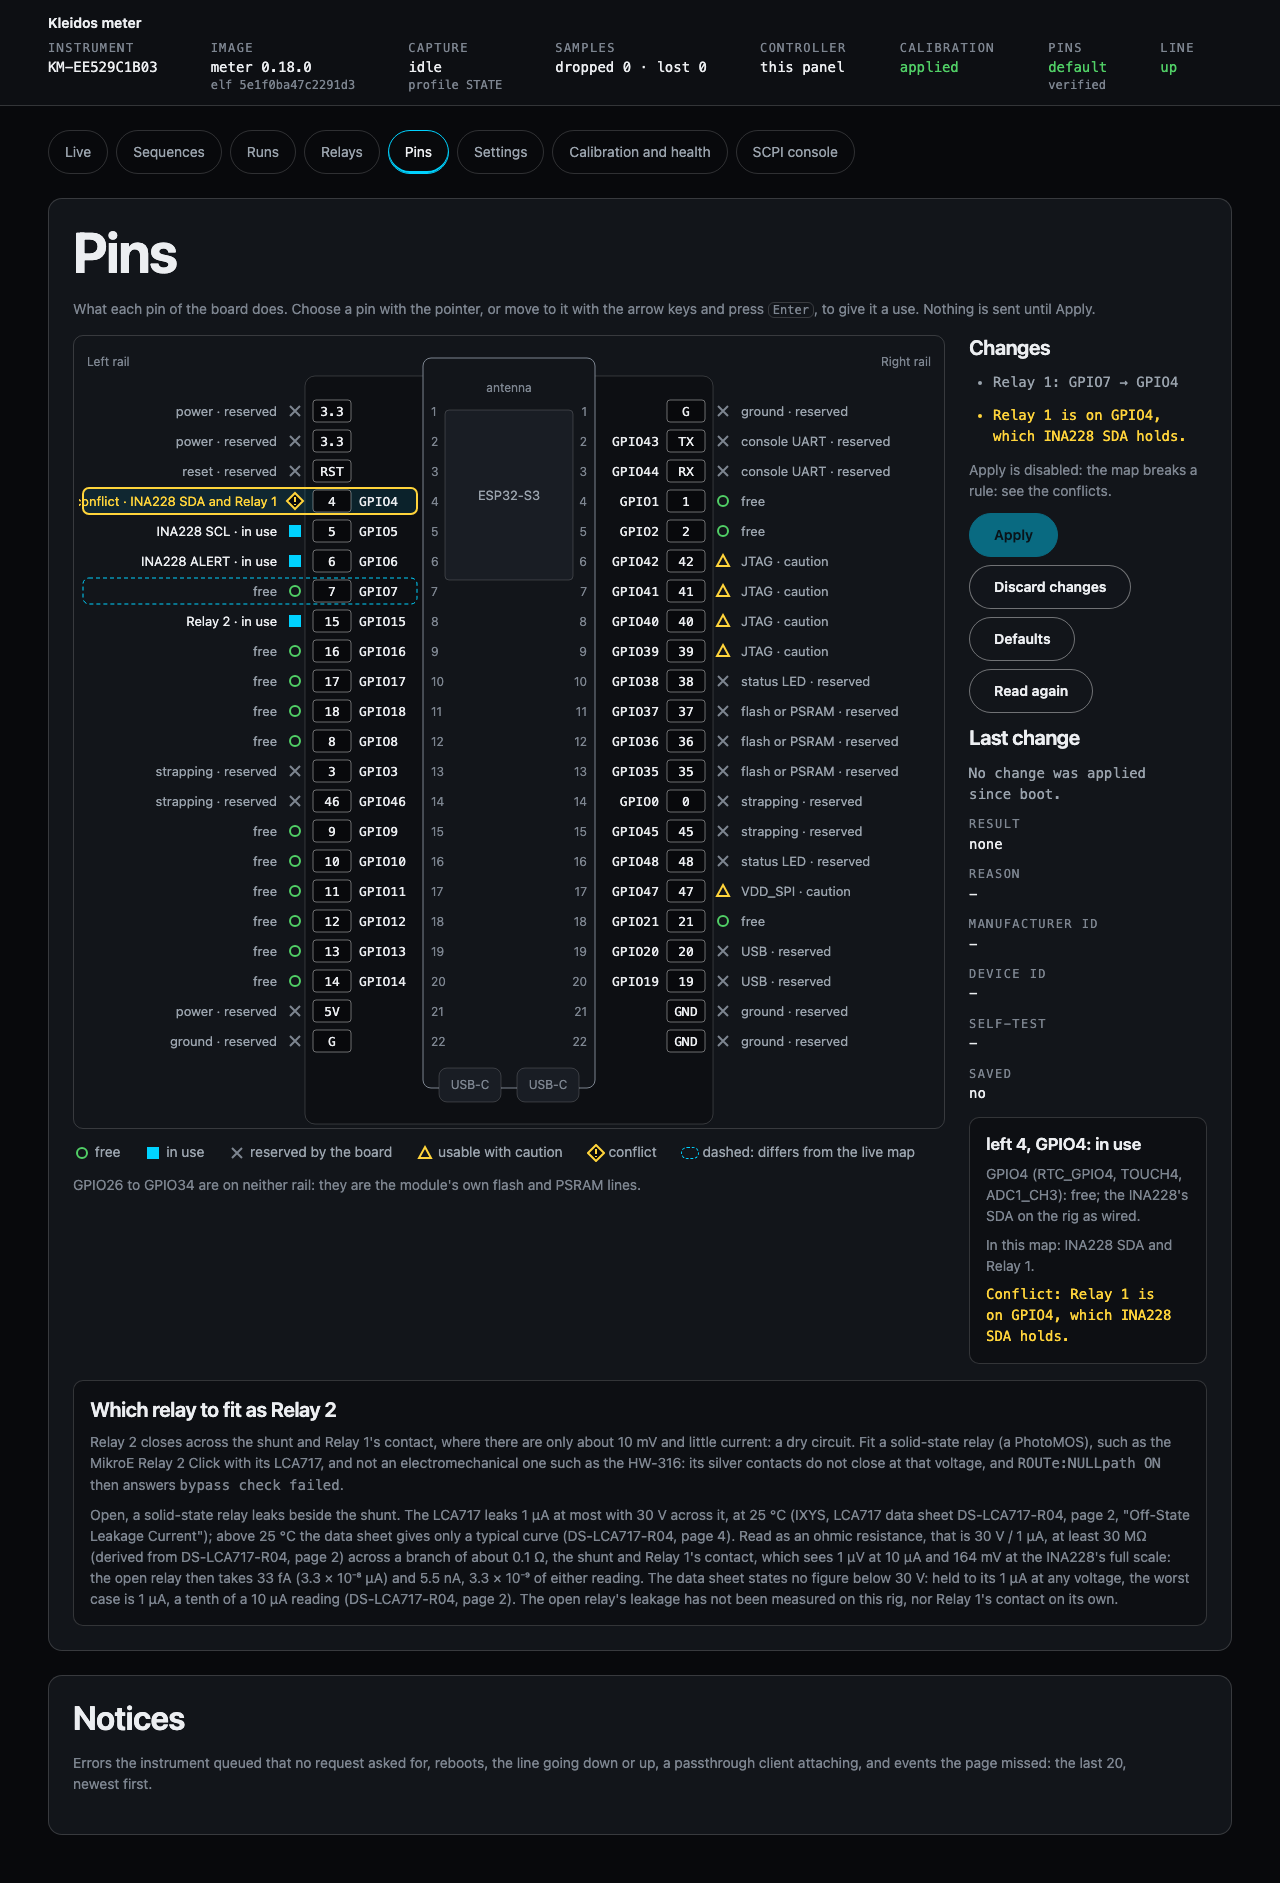 Kleidos meter
INSTRUMENT
KM-EE529C1B03
IMAGE
meter 0.18.0
elf 5e1f0ba47c2291d3
CAPTURE
idle
profile STATE
SAMPLES
dropped 0 · lost 0
CONTROLLER
this panel
CALIBRATION
applied
PINS
default
verified
LINE
up
Live
Sequences
Runs
Relays
Pins
Settings
Calibration and health
SCPI console
Pins
What each pin of the board does. Choose a pin with the pointer, or move to it with the arrow keys and press Enter, to give it a use. Nothing is sent until Apply.
Left rail
Right rail
antenna
ESP32-S3
power · reserved 3.3 1 1 G ground · reserved
power · reserved 3.3 2 2 GPIO43 TX console UART · reserved
reset · reserved RST 3 3 GPIO44 RX console UART · reserved
onflict · INA228 SDA and Relay 1 4 GPIO4 4 4 GPIO1 1 free
INA228 SCL · in use 5 GPIO5 5 5 GPIO2 2 free
INA228 ALERT · in use 6 GPIO6 6 6 GPIO42 42 JTAG · caution
free 7 GPIO7 7 7 GPIO41 41 JTAG · caution
Relay 2 · in use 15 GPIO15 8 8 GPIO40 40 JTAG · caution
free 16 GPIO16 9 9 GPIO39 39 JTAG · caution
free 17 GPIO17 10 10 GPIO38 38 status LED · reserved
free 18 GPIO18 11 11 GPIO37 37 flash or PSRAM · reserved
free 8 GPIO8 12 12 GPIO36 36 flash or PSRAM · reserved
strapping · reserved 3 GPIO3 13 13 GPIO35 35 flash or PSRAM · reserved
strapping · reserved 46 GPIO46 14 14 GPIO0 0 strapping · reserved
free 9 GPIO9 15 15 GPIO45 45 strapping · reserved
free 10 GPIO10 16 16 GPIO48 48 status LED · reserved
free 11 GPIO11 17 17 GPIO47 47 VDD_SPI · caution
free 12 GPIO12 18 18 GPIO21 21 free
free 13 GPIO13 19 19 GPIO20 20 USB · reserved
free 14 GPIO14 20 20 GPIO19 19 USB · reserved
power · reserved 5V 21 21 GND ground · reserved
ground · reserved G 22 22 GND ground · reserved
USB-C USB-C
free in use reserved by the board usable with caution conflict dashed: differs from the live map
GPIO26 to GPIO34 are on neither rail: they are the module's own flash and PSRAM lines.
Changes
• Relay 1: GPIO7 → GPIO4
• Relay 1 is on GPIO4,
which INA228 SDA holds.
Apply is disabled: the map breaks a
rule: see the conflicts.
Apply
Discard changes
Defaults
Read again
Last change
No change was applied
since boot.
RESULT
none
REASON
—
MANUFACTURER ID
—
DEVICE ID
—
SELF-TEST
—
SAVED
no
left 4, GPIO4: in use
GPIO4 (RTC_GPIO4, TOUCH4,
ADC1_CH3): free; the INA228's
SDA on the rig as wired.
In this map: INA228 SDA and
Relay 1.
Conflict: Relay 1 is
on GPIO4, which INA228
SDA holds.
Which relay to fit as Relay 2
Relay 2 closes across the shunt and Relay 1's contact, where there are only about 10 mV and little current: a dry circuit. Fit a solid-state relay (a PhotoMOS), such as the
MikroE Relay 2 Click with its LCA717, and not an electromechanical one such as the HW-316: its silver contacts do not close at that voltage, and ROUTe:NULLpath ON
then answers bypass check failed.
Open, a solid-state relay leaks beside the shunt. The LCA717 leaks 1 µA at most with 30 V across it, at 25 °C (IXYS, LCA717 data sheet DS-LCA717-R04, page 2, "Off-State
Leakage Current"); above 25 °C the data sheet gives only a typical curve (DS-LCA717-R04, page 4). Read as an ohmic resistance, that is 30 V / 1 µA, at least 30 MΩ
(derived from DS-LCA717-R04, page 2) across a branch of about 0.1 Ω, the shunt and Relay 1's contact, which sees 1 µV at 10 µA and 164 mV at the INA228's full scale:
the open relay then takes 33 fA (3.3 × 10⁻⁸ µA) and 5.5 nA, 3.3 × 10⁻⁹ of either reading. The data sheet states no figure below 30 V: held to its 1 µA at any voltage, the worst
case is 1 µA, a tenth of a 10 µA reading (DS-LCA717-R04, page 2). The open relay's leakage has not been measured on this rig, nor Relay 1's contact on its own.
Notices
Errors the instrument queued that no request asked for, reboots, the line going down or up, a passthrough client attaching, and events the page missed: the last 20,
newest first.